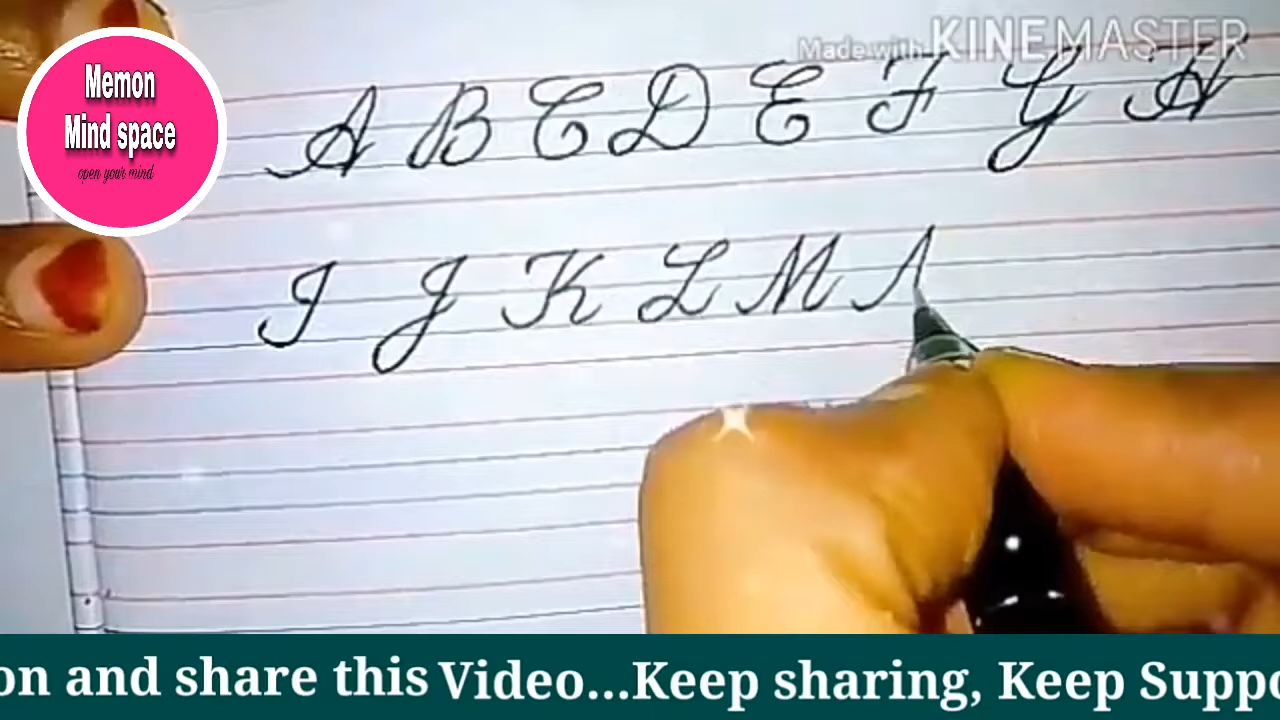 Made with KINEMASTER
Memon
Mind space
open your mind
A B C D E F G H
I J K L M
on and share this Video...Keep sharing, Keep Suppo